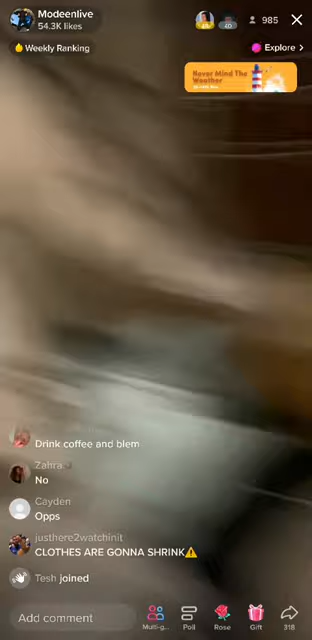 Modeenlive
54.3K likes
985
Weekly Ranking
Explore
Never Mind The
Weather
Drink coffee and blem
Zahra
No
Cayden
Opps
justhere2watchinit
CLOTHES ARE GONNA SHRINK⚠️
Tesh joined
Add comment
Multi-g...
Poll
Rose
Gift
318